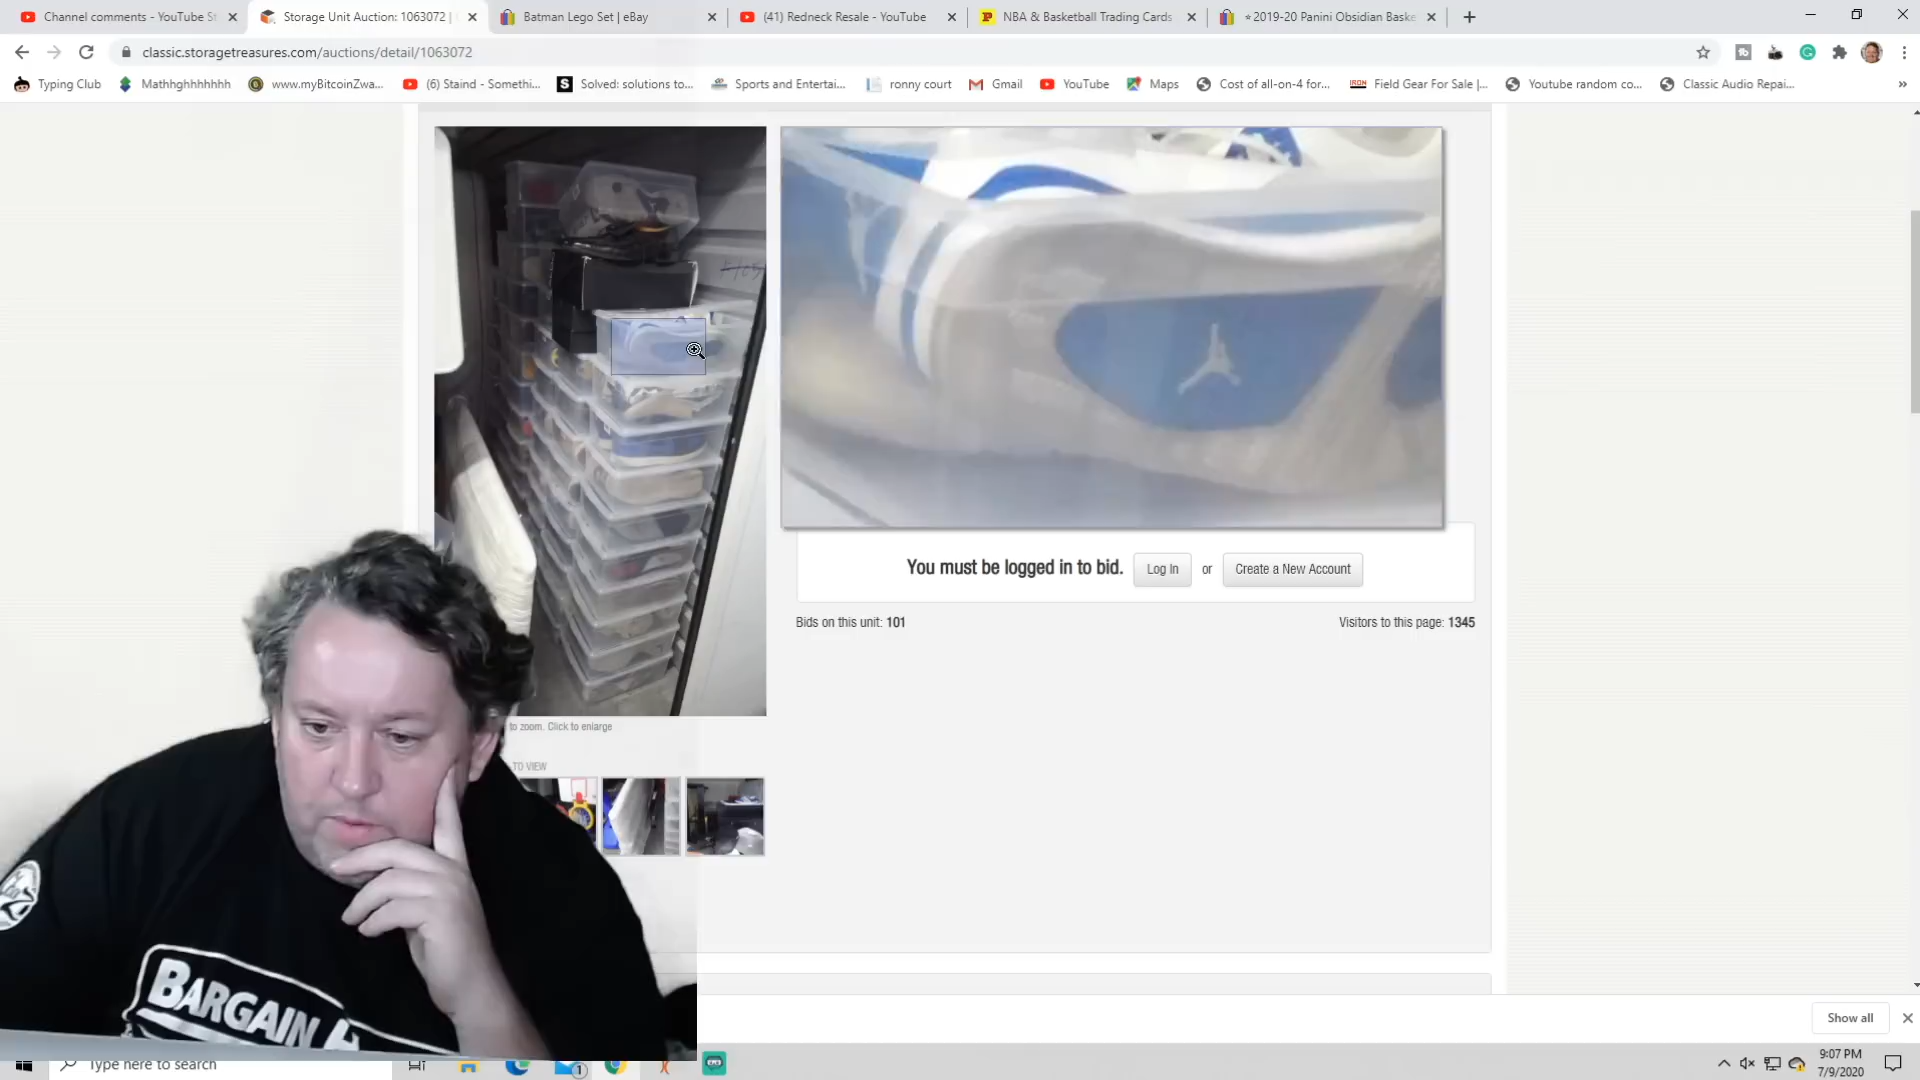 Channel comments - YouTube St
Storage Unit Auction: 1063072 |
Batman Lego Set | eBay
(41) Redneck Resale - YouTube
NBA & Basketball Trading Cards
⭐2019-20 Panini Obsidian Baske
classic.storagetreasures.com/auctions/detail/1063072
Typing Club
Mathhghhhhhhh
www.myBitcoinZwa...
(6) Staind - Somethi...
Solved: solutions to...
Sports and Entertai...
ronny court
Gmail
YouTube
Maps
Cost of all-on-4 for...
Field Gear For Sale |...
Youtube random co...
Classic Audio Repai...
You must be logged in to bid.
Log In
or
Create a New Account
Bids on this unit: 101
Visitors to this page: 1345
to zoom. Click to enlarge
TO VIEW
BARGAIN
Show all
Type here to search
1
9:07 PM
7/9/2020